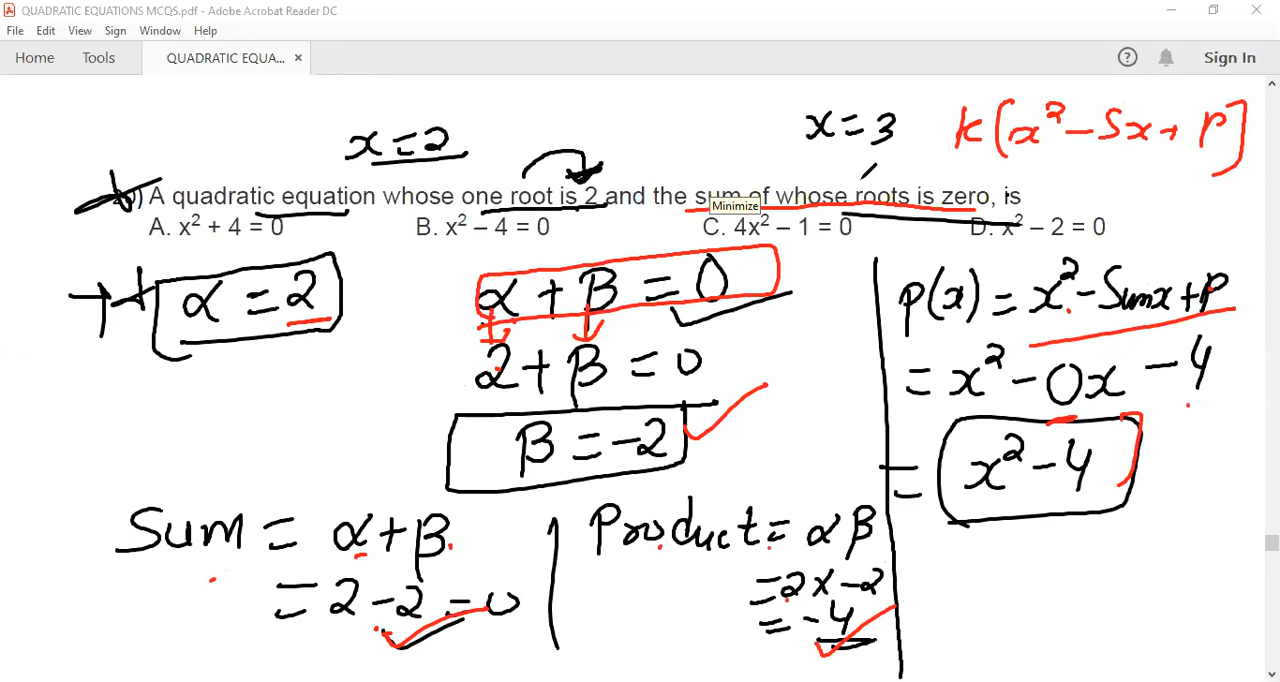 QUADRATIC EQUATIONS MCQS.pdf - Adobe Acrobat Reader DC
File Edit View Sign Window Help
Home Tools QUADRATIC EQUA... × Sign In
x = 2
x = 3
k[x² - Sx + P]
) A quadratic equation whose one root is 2 and the sum of whose roots is zero, is
Minimize
A. x² + 4 = 0 B. x² – 4 = 0 C. 4x² – 1 = 0 D. x² – 2 = 0
α = 2
α + β = 0
2 + β = 0
β = -2
p(x) = x² - Sum x + P
= x² - 0x - 4
= x² - 4
Sum = α + β
= 2 - 2 = 0
Product = αβ
= 2 x -2
= -4